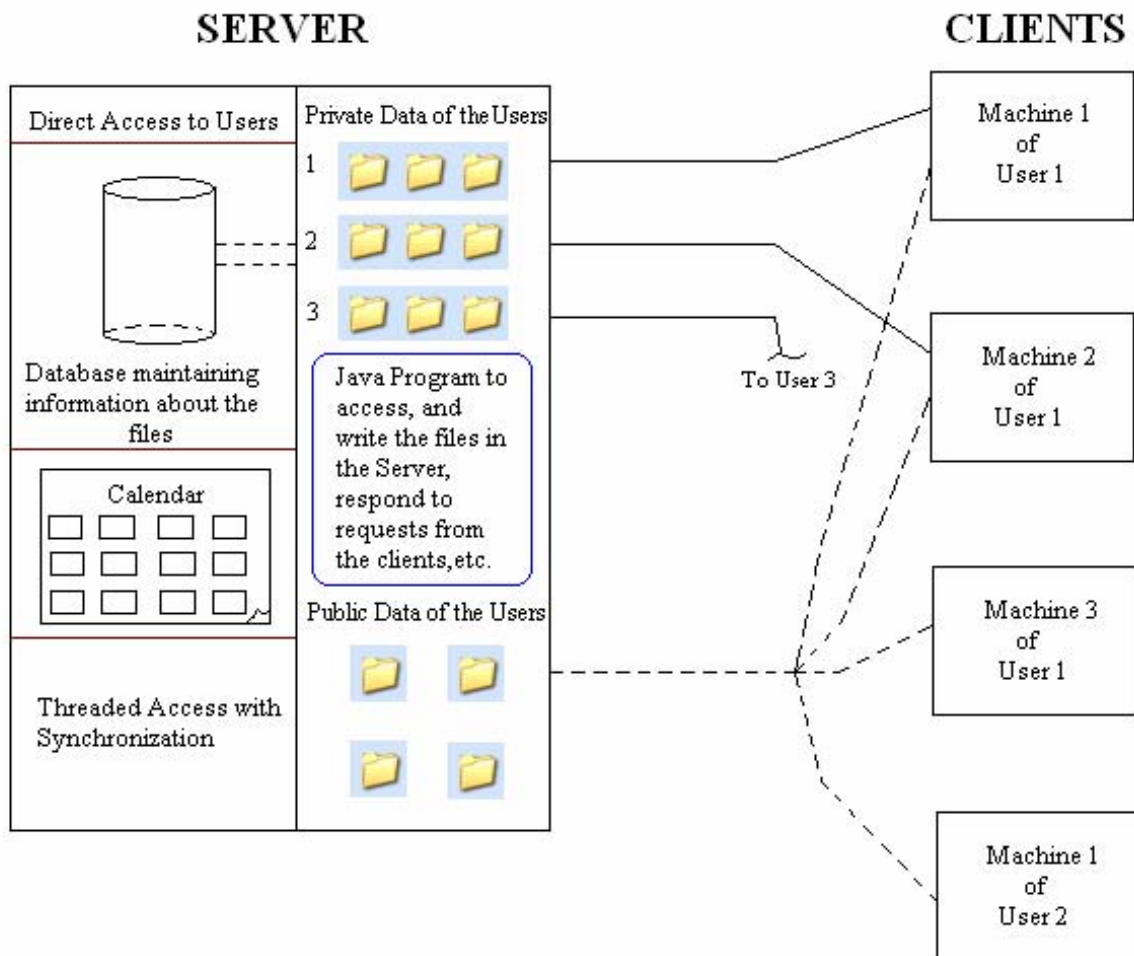 SERVER
CLIENTS
Direct Access to Users
Database maintaining
information about the
files
Calendar
Threaded Access with
Synchronization
Private Data of the Users
1
2
3
Java Program to
access, and
write the files in
the Server,
respond to
requests from
the clients,etc.
Public Data of the Users
To User 3
Machine 1
of
User 1
Machine 2
of
User 1
Machine 3
of
User 1
Machine 1
of
User 2